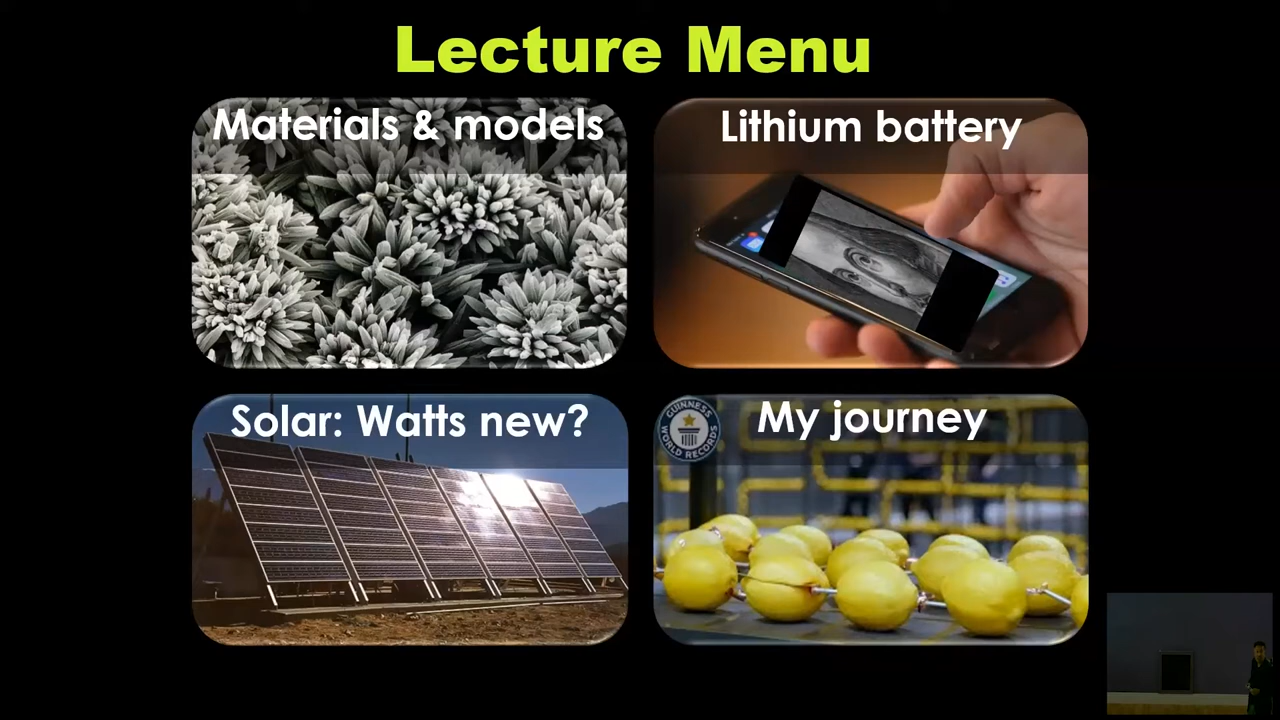 Lecture Menu
Materials & models
Lithium battery
Solar: Watts new?
My journey
GUINNESS
WORLD RECORDS